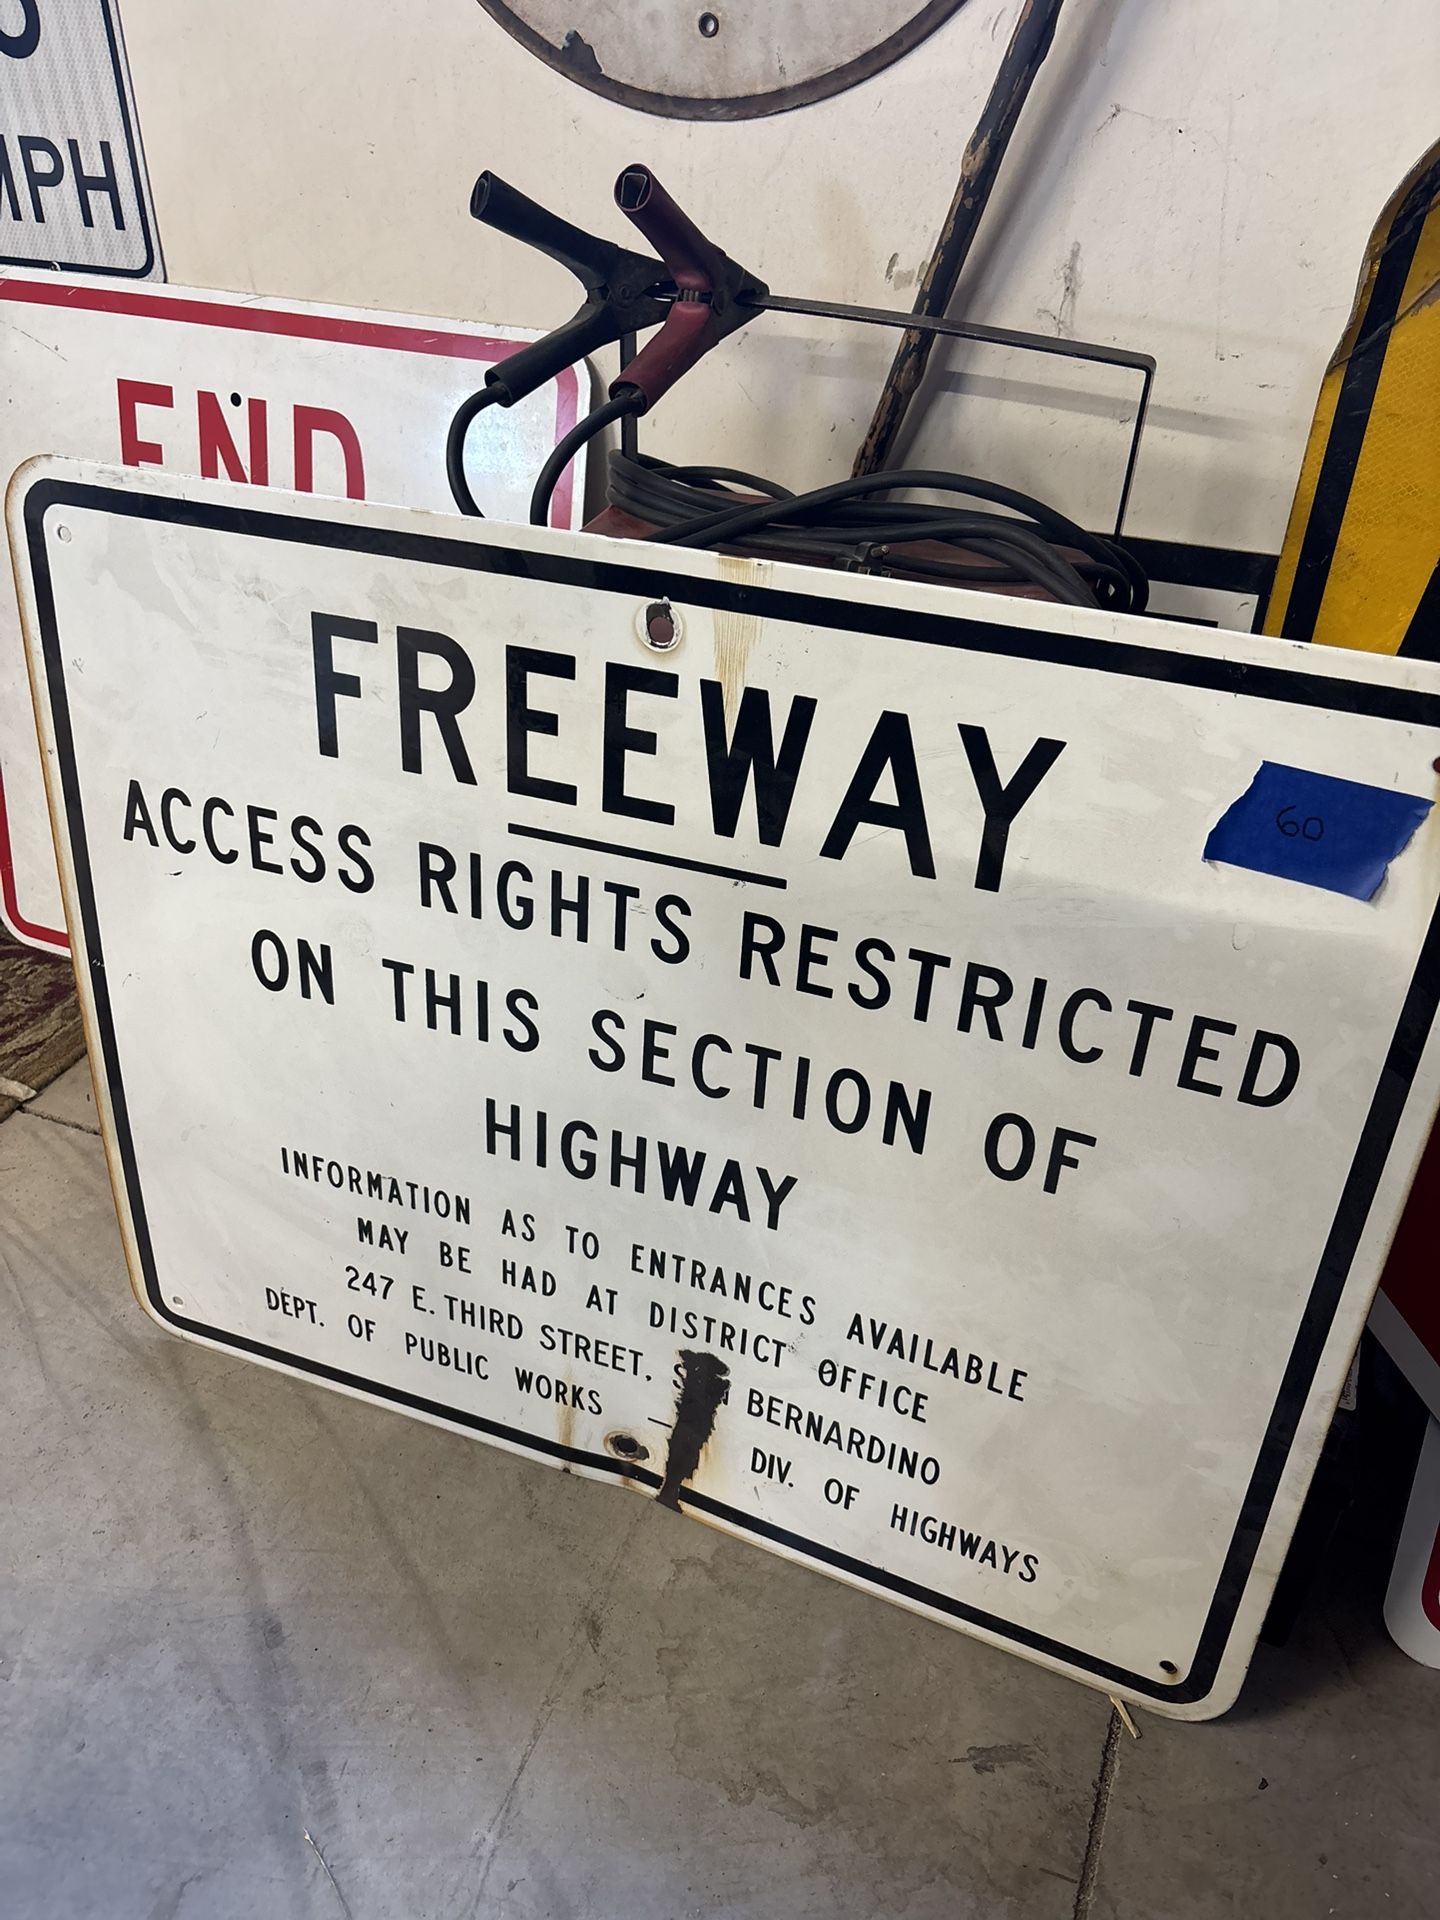 MPH
END
FREEWAY
60
ACCESS RIGHTS RESTRICTED
ON THIS SECTION OF
HIGHWAY
INFORMATION AS TO ENTRANCES AVAILABLE
MAY BE HAD AT DISTRICT OFFICE
247 E. THIRD STREET. BERNARDINO
DEPT. OF PUBLIC WORKS — DIV. OF HIGHWAYS